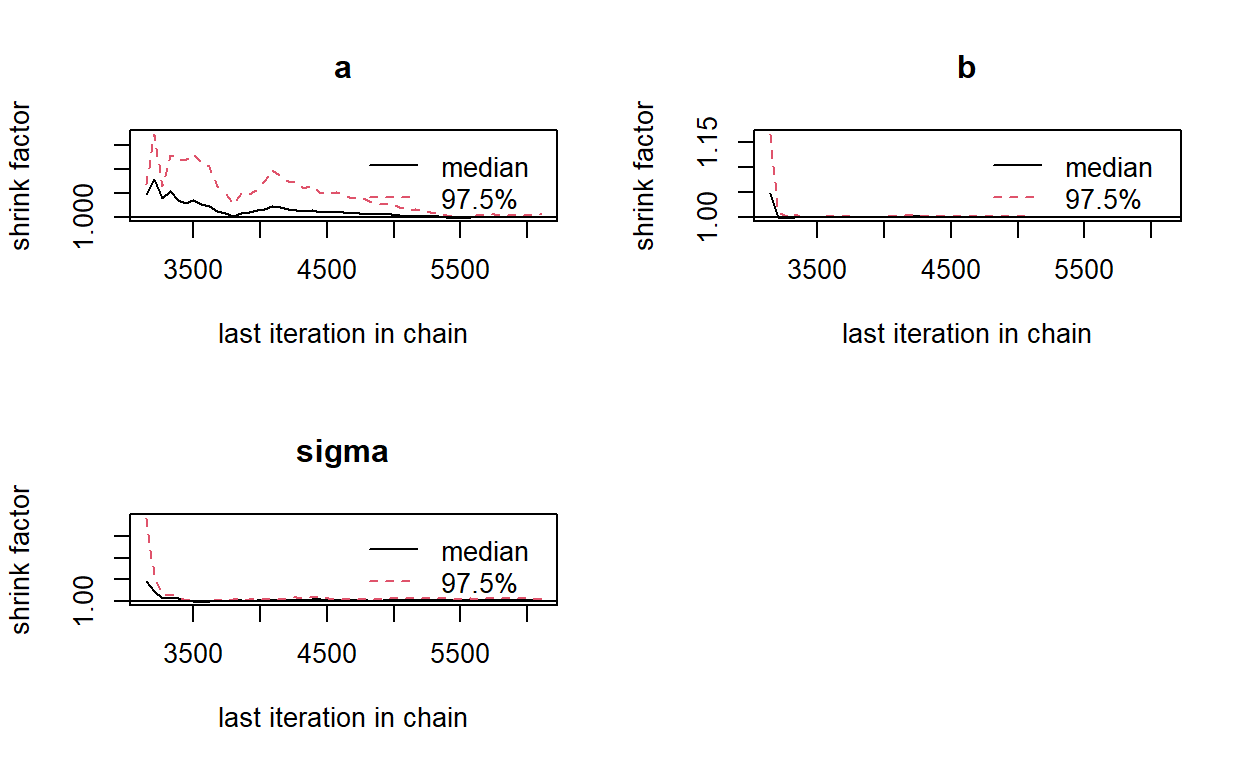 a
shrink factor
1.000
median
97.5%
3500 4500 5500
last iteration in chain
b
shrink factor
1.00 1.15
median
97.5%
3500 4500 5500
last iteration in chain
sigma
shrink factor
1.00
median
97.5%
3500 4500 5500
last iteration in chain